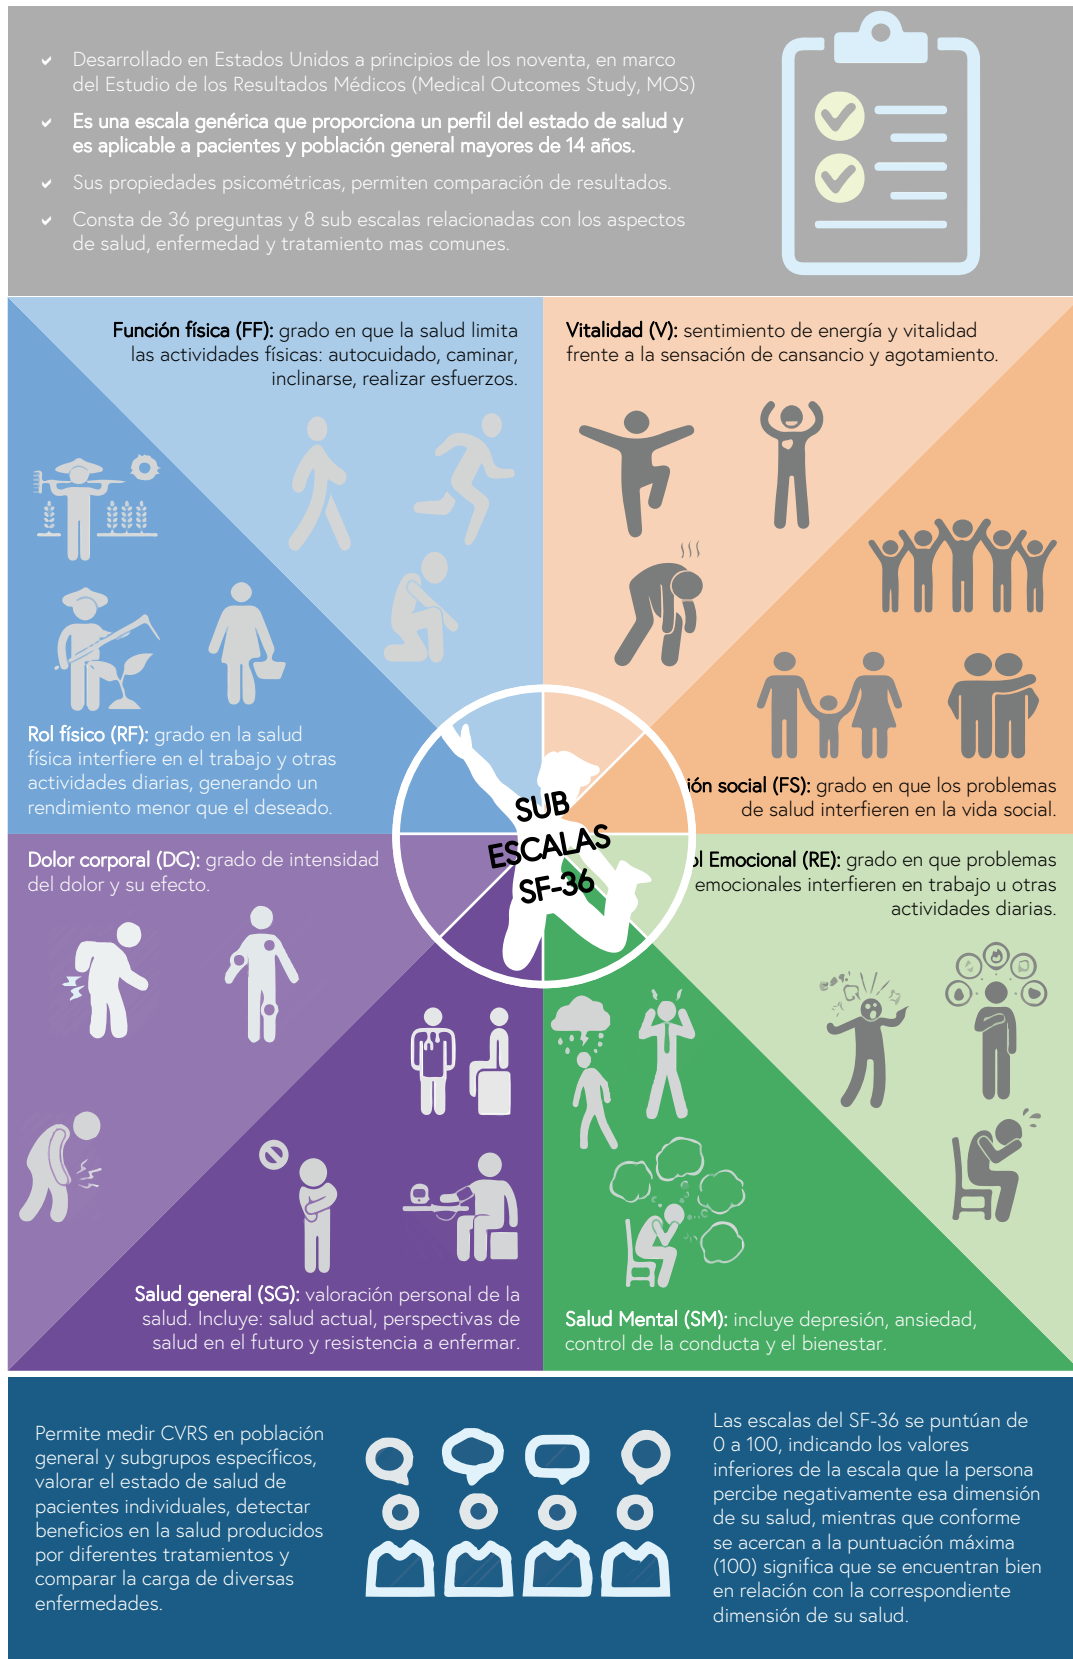 Desarrollado en Estados Unidos a principios de los noventa, en marco
del Estudio de los Resultados Médicos (Medical Outcomes Study, MOS)
Es una escala genérica que proporciona un perfil del estado de salud y
es aplicable a pacientes y población general mayores de 14 años.
Sus propiedades psicométricas, permiten comparación de resultados.
Consta de 36 preguntas y 8 sub escalas relacionadas con los aspectos
de salud, enfermedad y tratamiento mas comunes.
Función física (FF): grado en que la salud limita
las actividades físicas: autocuidado, caminar,
inclinarse, realizar esfuerzos.
Vitalidad (V): sentimiento de energía y vitalidad
frente a la sensación de cansancio y agotamiento.
Rol físico (RF): grado en la salud
física interfiere en el trabajo y otras
actividades diarias, generando un
rendimiento menor que el deseado.
ión social (FS): grado en que los problemas
de salud interfieren en la vida social.
SUB
ESCALAS
SF-36
Dolor corporal (DC): grado de intensidad
del dolor y su efecto.
ol Emocional (RE): grado en que problemas
emocionales interfieren en trabajo u otras
actividades diarias.
Salud general (SG): valoración personal de la
salud. Incluye: salud actual, perspectivas de
salud en el futuro y resistencia a enfermar.
Salud Mental (SM): incluye depresión, ansiedad,
control de la conducta y el bienestar.
Permite medir CVRS en población
general y subgrupos específicos,
valorar el estado de salud de
pacientes individuales, detectar
beneficios en la salud producidos
por diferentes tratamientos y
comparar la carga de diversas
enfermedades.
Las escalas del SF-36 se puntúan de
0 a 100, indicando los valores
inferiores de la escala que la persona
percibe negativamente esa dimensión
de su salud, mientras que conforme
se acercan a la puntuación máxima
(100) significa que se encuentran bien
en relación con la correspondiente
dimensión de su salud.